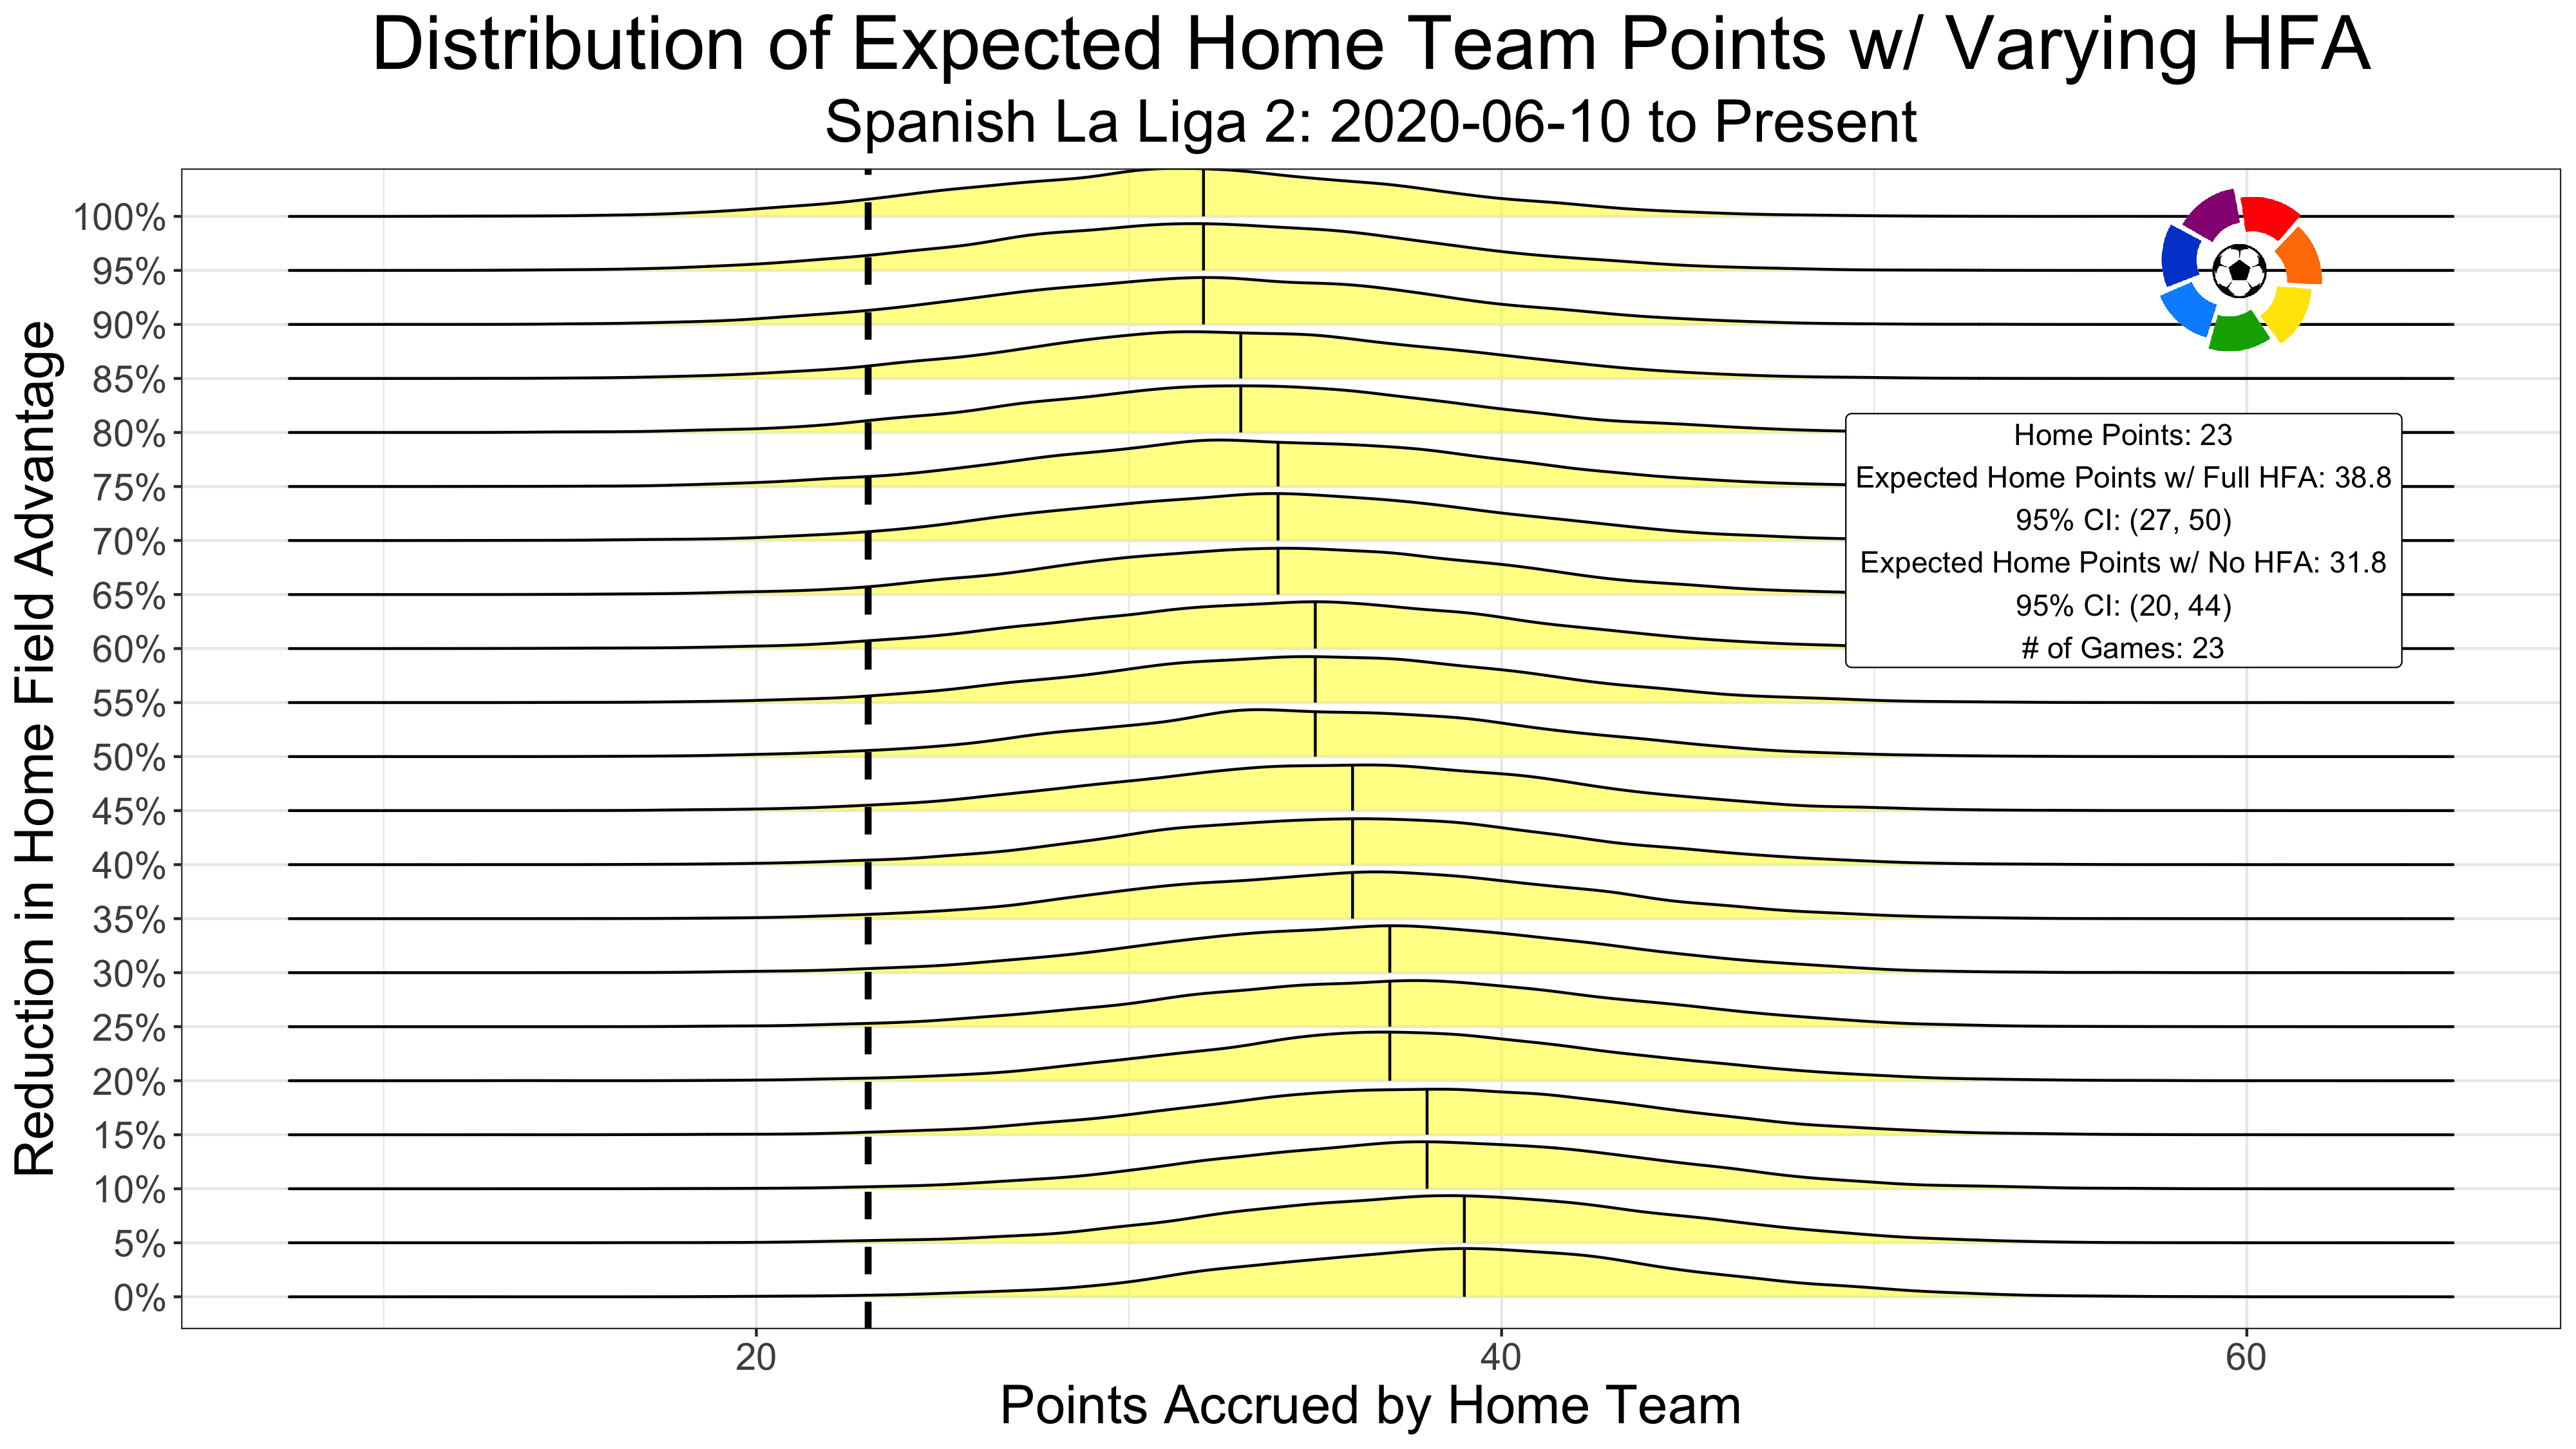 Distribution of Expected Home Team Points w/ Varying HFA
Spanish La Liga 2: 2020-06-10 to Present
Reduction in Home Field Advantage
100%
95%
90%
85%
80%
75%
70%
65%
60%
55%
50%
45%
40%
35%
30%
25%
20%
15%
10%
5%
0%
Home Points: 23
Expected Home Points w/ Full HFA: 38.8
95% CI: (27, 50)
Expected Home Points w/ No HFA: 31.8
95% CI: (20, 44)
# of Games: 23
20 40 60
Points Accrued by Home Team